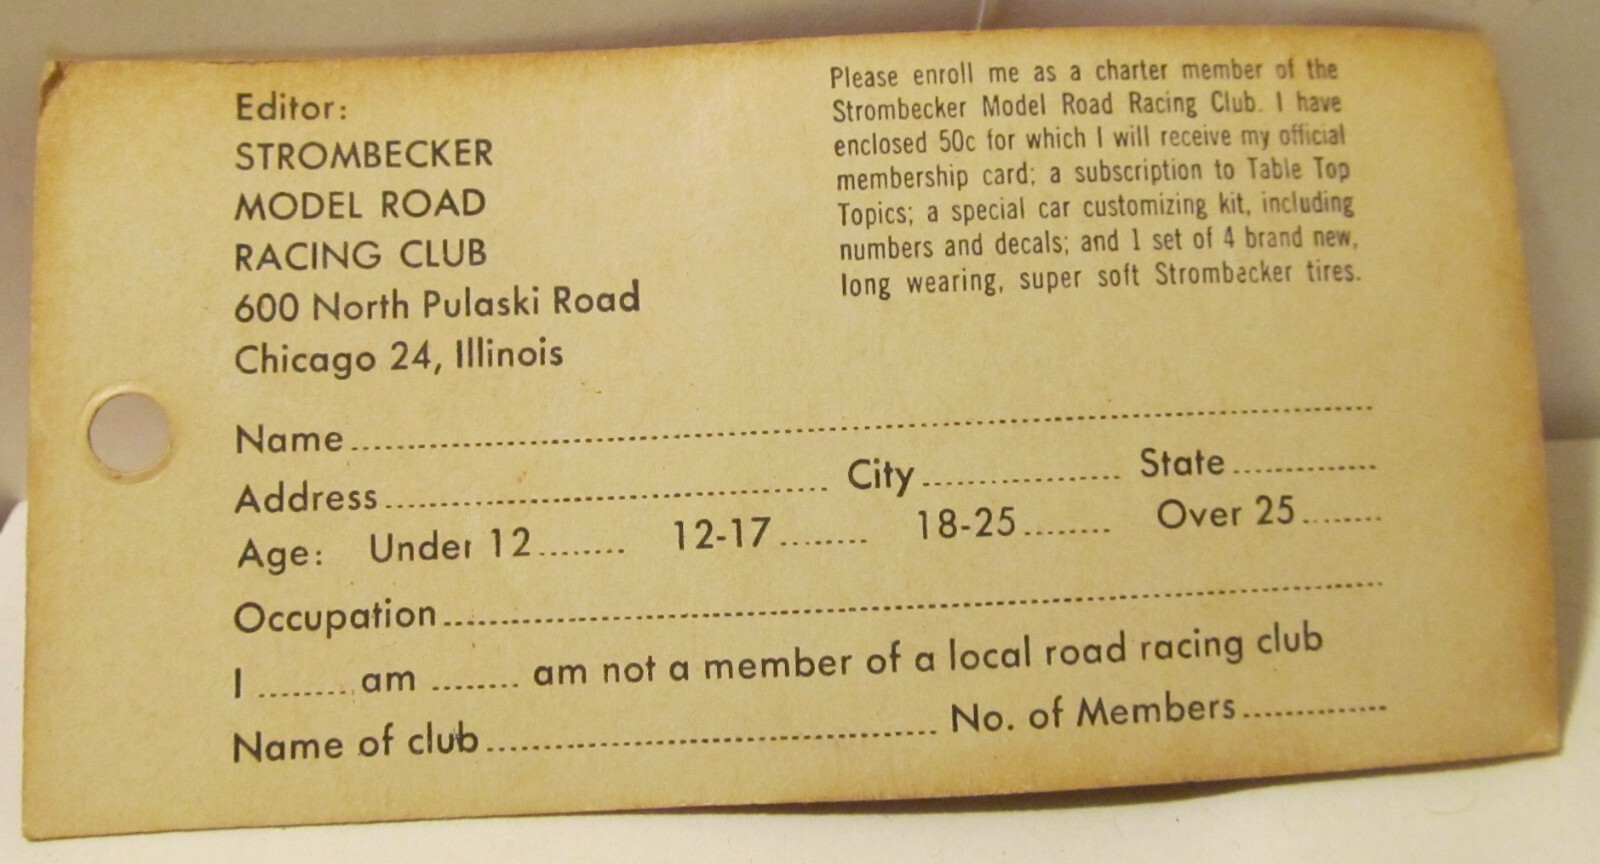 Editor:
STROMBECKER
MODEL ROAD
RACING CLUB
600 North Pulaski Road
Chicago 24, Illinois
Please enroll me as a charter member of the
Strombecker Model Road Racing Club. I have
enclosed 50c for which I will receive my official
membership card; a subscription to Table Top
Topics; a special car customizing kit, including
numbers and decals; and 1 set of 4 brand new,
long wearing, super soft Strombecker tires.
Name
Address City State
Age: Under 12 12-17 18-25 Over 25
Occupation
I ........ am ........ am not a member of a local road racing club
Name of club No. of Members